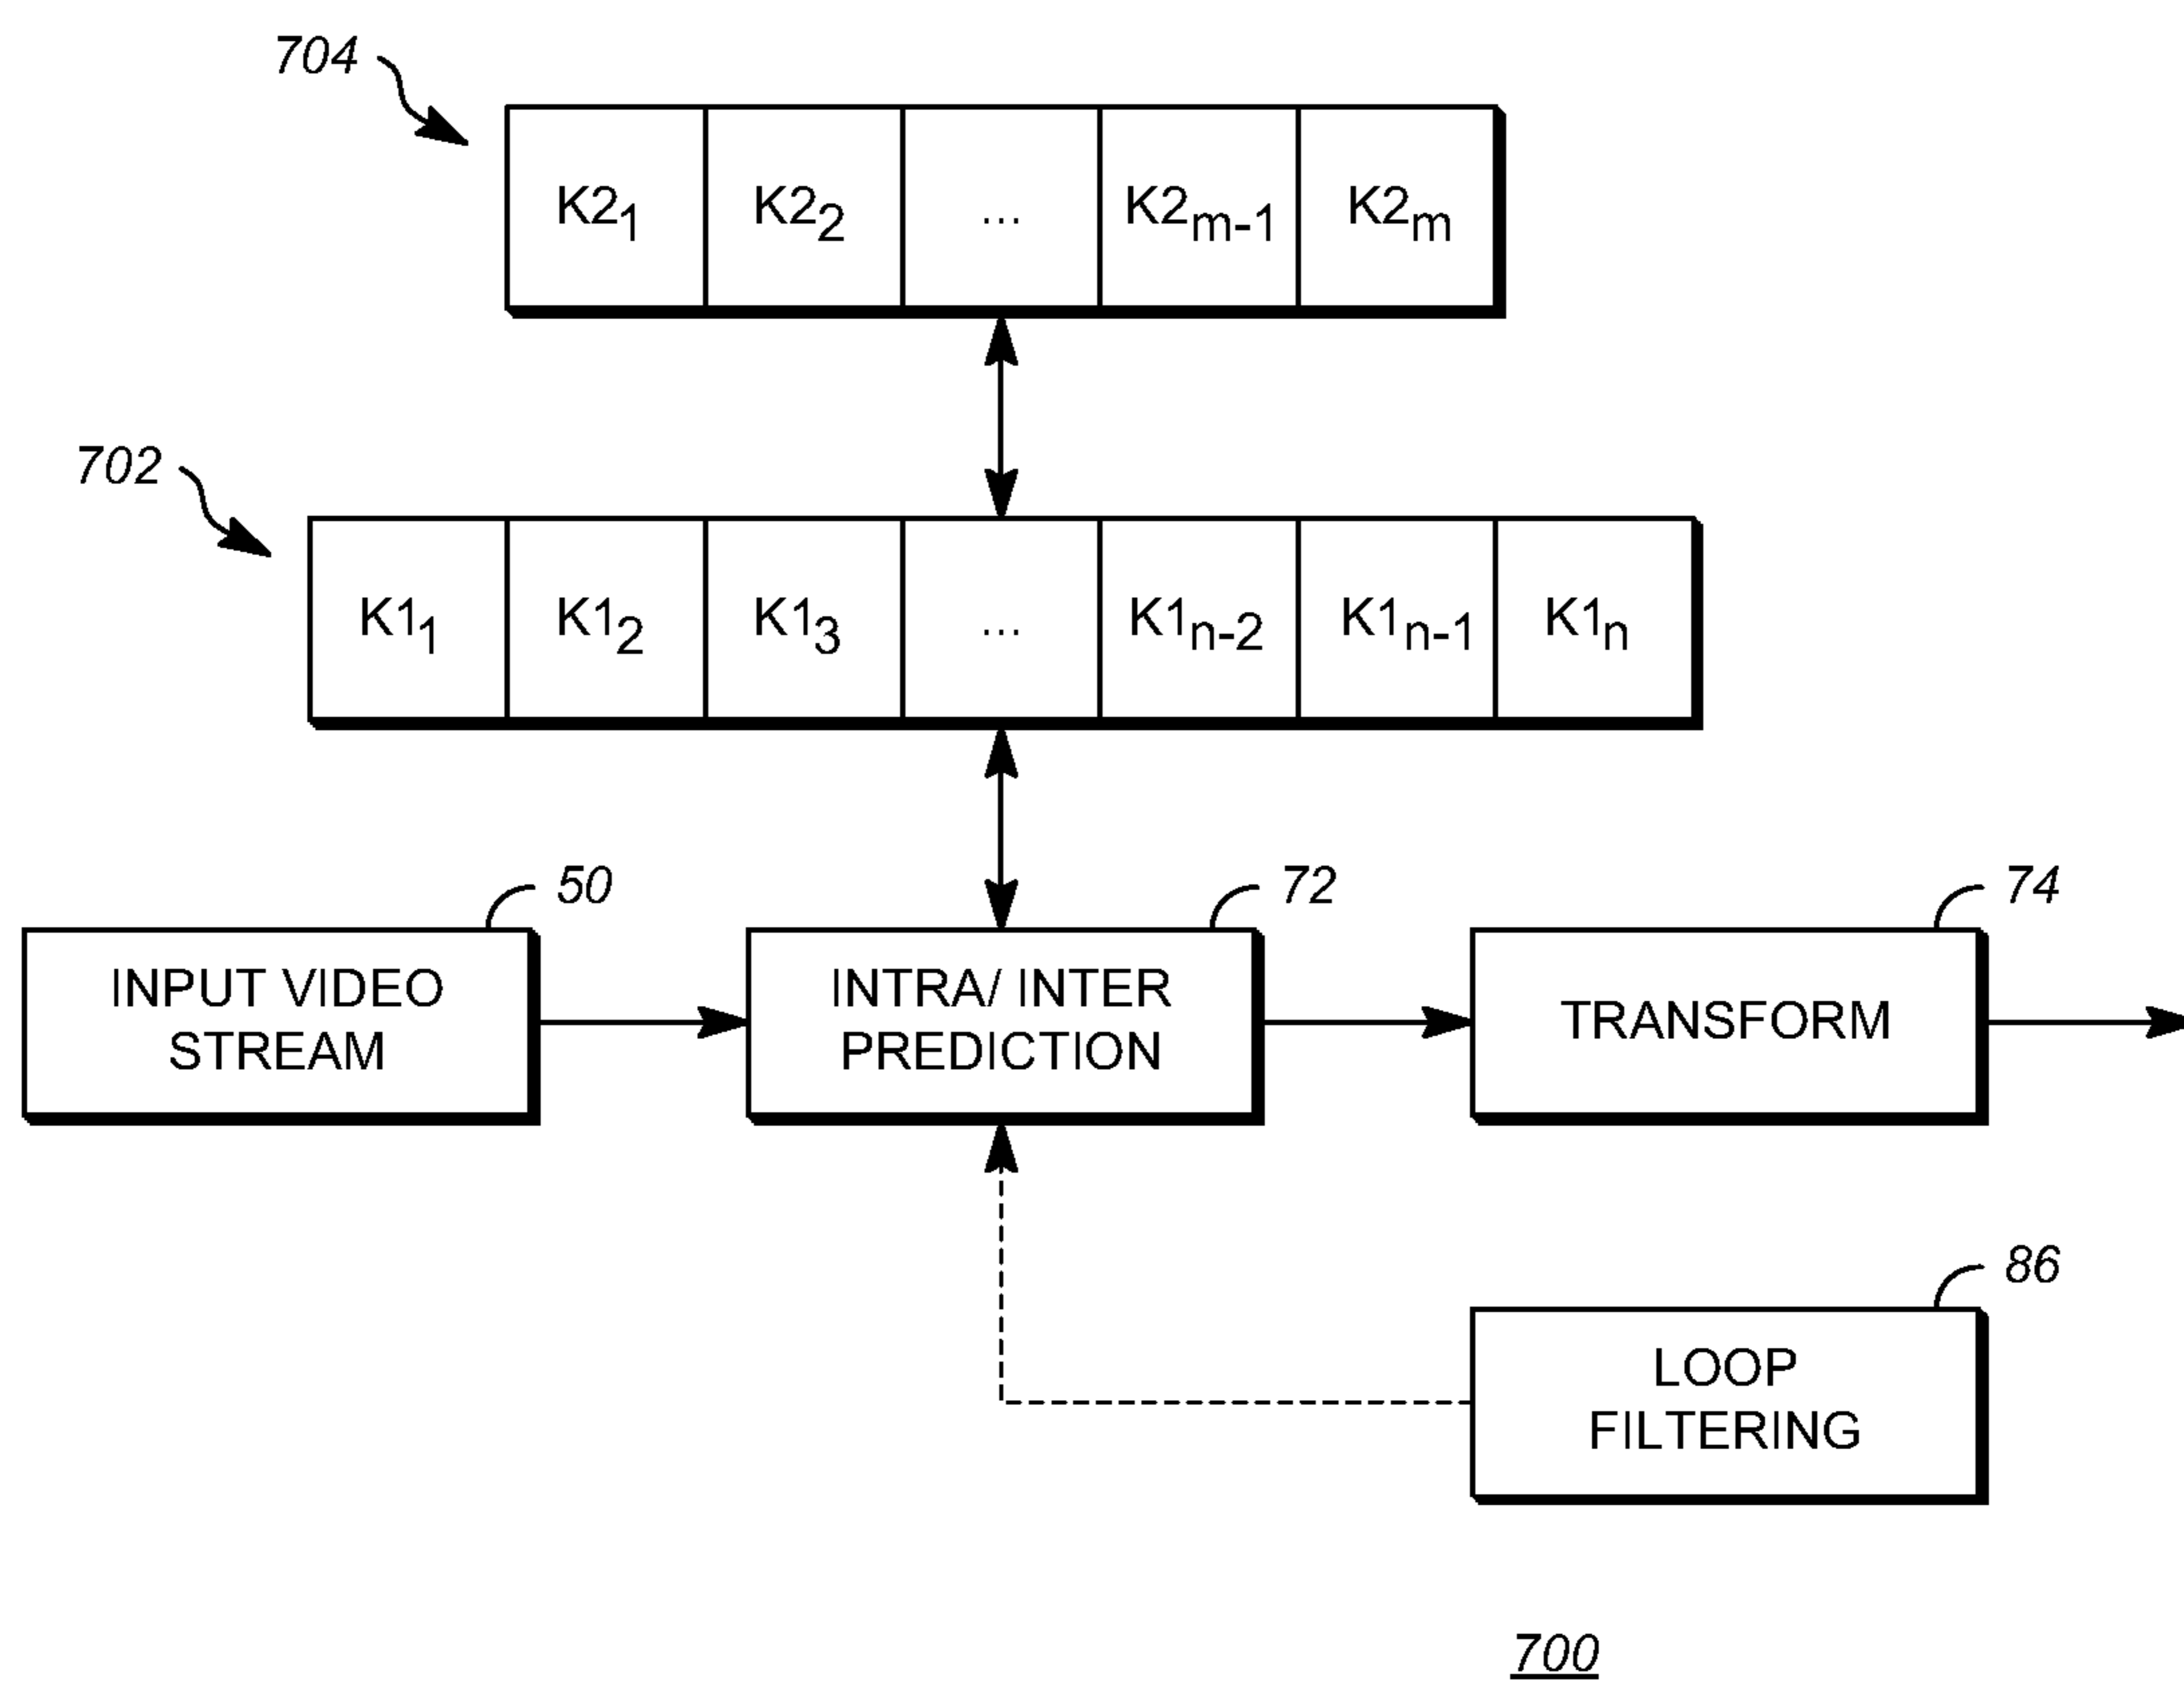 704
K2₁ K2₂ ... K2ₘ₋₁ K2ₘ
702
K1₁ K1₂ K1₃ ... K1ₙ₋₂ K1ₙ₋₁ K1ₙ
50 72 74
INPUT VIDEO
STREAM
INTRA/ INTER
PREDICTION
TRANSFORM
86
LOOP
FILTERING
700